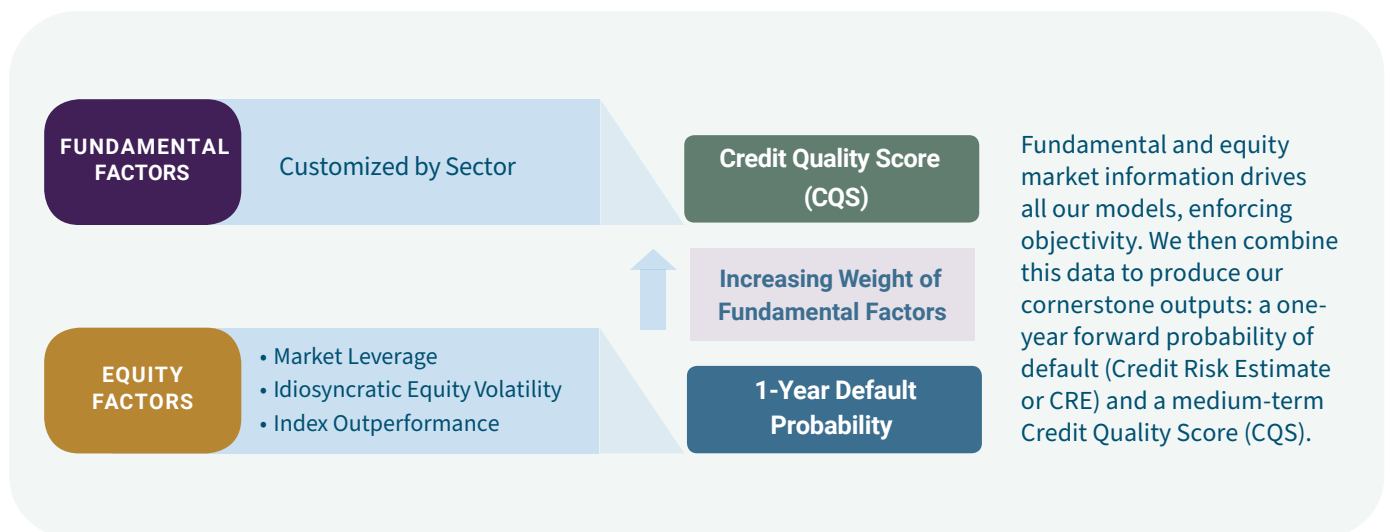 FUNDAMENTAL
FACTORS
Customized by Sector
Credit Quality Score
(CQS)
Increasing Weight of
Fundamental Factors
EQUITY
FACTORS
• Market Leverage
• Idiosyncratic Equity Volatility
• Index Outperformance
1-Year Default
Probability
Fundamental and equity
market information drives
all our models, enforcing
objectivity. We then combine
this data to produce our
cornerstone outputs: a one-
year forward probability of
default (Credit Risk Estimate
or CRE) and a medium-term
Credit Quality Score (CQS).